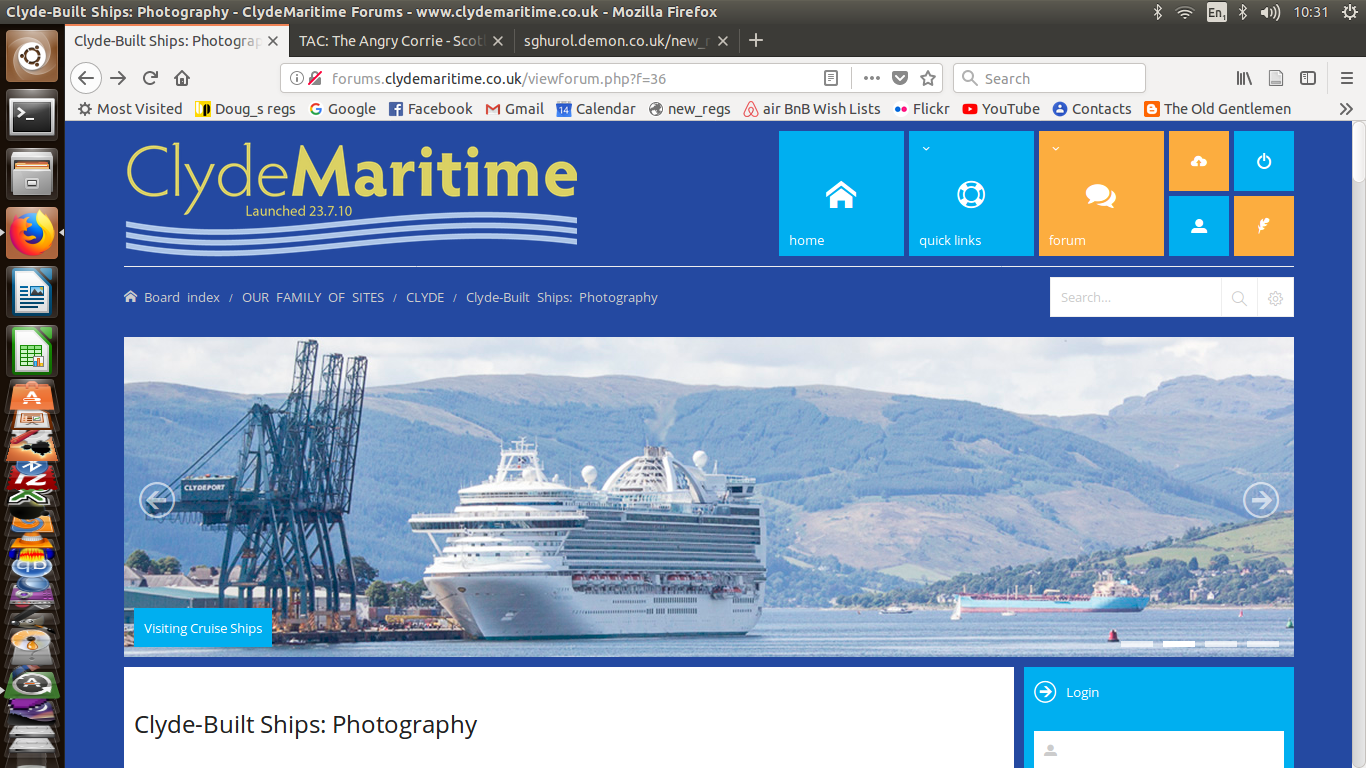 Clyde-Built Ships: Photography - ClydeMaritime Forums - www.clydemaritime.co.uk - Mozilla Firefox
En1
10:31
Clyde-Built Ships: Photograp
TAC: The Angry Corrie - Scot
sghurol.demon.co.uk/new_r
forums.clydemaritime.co.uk/viewforum.php?f=36
Search
Most Visited
Doug_s regs
Google
Facebook
Gmail
14
Calendar
new_regs
air BnB Wish Lists
Flickr
YouTube
Contacts
The Old Gentlemen
ClydeMaritime
Launched 23.7.10
home
quick links
forum
Board index / OUR FAMILY OF SITES / CLYDE / Clyde-Built Ships: Photography
Search...
CLYDEPORT
Visiting Cruise Ships
Clyde-Built Ships: Photography
Login